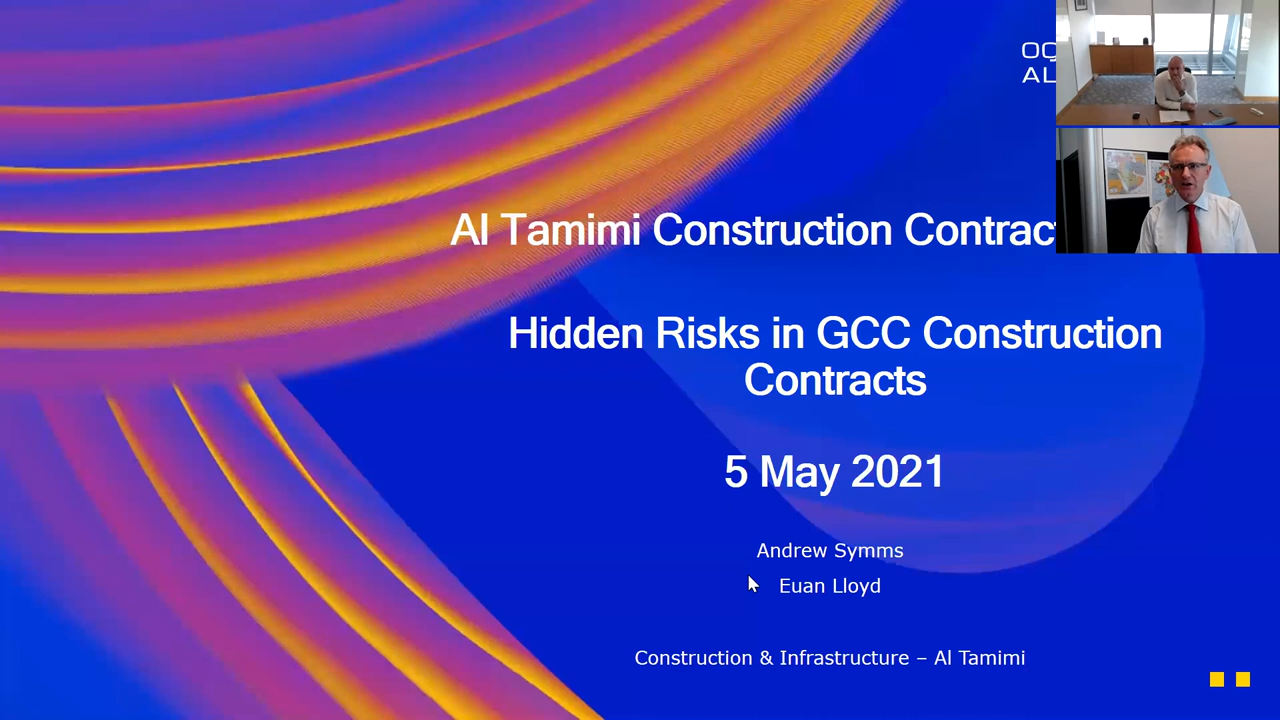 Al Tamimi Construction Contrac
Hidden Risks in GCC Construction
Contracts
5 May 2021
Andrew Symms
Euan Lloyd
Construction & Infrastructure – Al Tamimi